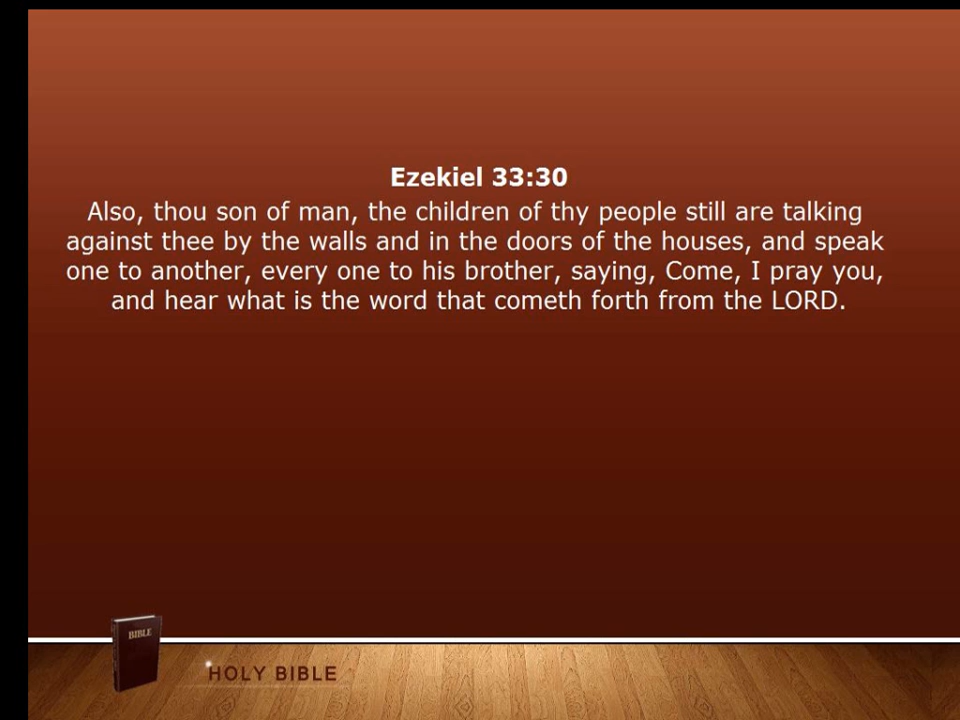 Ezekiel 33:30
Also, thou son of man, the children of thy people still are talking
against thee by the walls and in the doors of the houses, and speak
one to another, every one to his brother, saying, Come, I pray you,
and hear what is the word that cometh forth from the LORD.
BIBLE
HOLY BIBLE